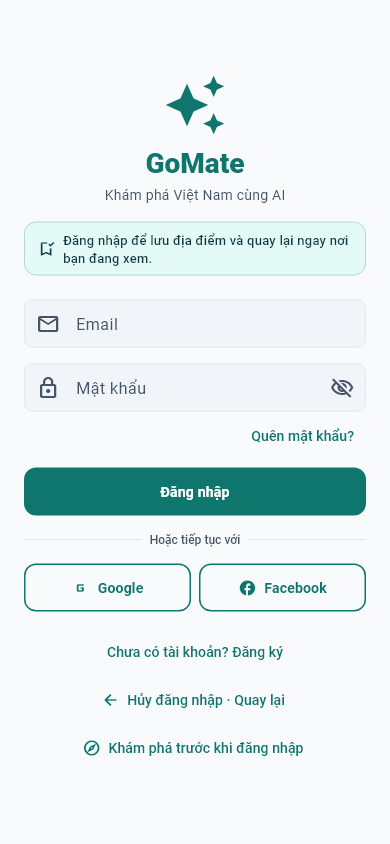 GoMate
Khám phá Việt Nam cùng AI
Đăng nhập để lưu địa điểm và quay lại ngay nơi
bạn đang xem.
Email
Mật khẩu
Quên mật khẩu?
Đăng nhập
Hoặc tiếp tục với
G Google
Facebook
Chưa có tài khoản? Đăng ký
Hủy đăng nhập · Quay lại
Khám phá trước khi đăng nhập